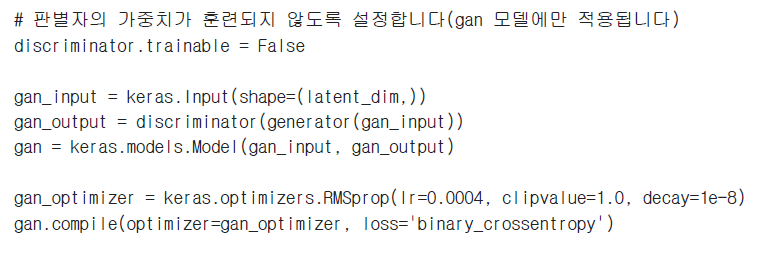 # 판별자의 가중치가 훈련되지 않도록 설정합니다(gan 모델에만 적용됩니다)
discriminator.trainable = False
gan_input = keras.Input(shape=(latent_dim,))
gan_output = discriminator(generator(gan_input))
gan = keras.models.Model(gan_input, gan_output)
gan_optimizer = keras.optimizers.RMSprop(lr=0.0004, clipvalue=1.0, decay=1e-8)
gan.compile(optimizer=gan_optimizer, loss='binary_crossentropy')